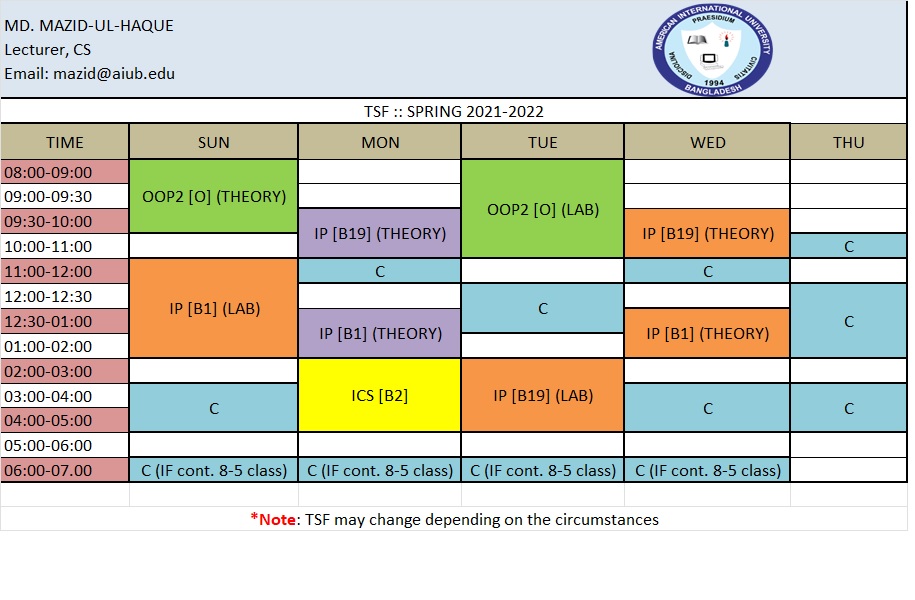 MD. MAZID-UL-HAQUE
Lecturer, CS
Email: mazid@aiub.edu
AMERICAN INTERNATIONAL UNIVERSITY
PRAESIDIUM
DISCIPLINA
CIVITATIS
1994
BANGLADESH
TSF :: SPRING 2021-2022
TIME SUN MON TUE WED THU
08:00-09:00
09:00-09:30 OOP2 [O] (THEORY) OOP2 [O] (LAB)
09:30-10:00 IP [B19] (THEORY) IP [B19] (THEORY)
10:00-11:00 C
11:00-12:00 C C
12:00-12:30 IP [B1] (LAB) C C
12:30-01:00 IP [B1] (THEORY) IP [B1] (THEORY)
01:00-02:00
02:00-03:00
03:00-04:00 C ICS [B2] IP [B19] (LAB) C C
04:00-05:00
05:00-06:00
06:00-07.00 C (IF cont. 8-5 class) C (IF cont. 8-5 class) C (IF cont. 8-5 class) C (IF cont. 8-5 class)
*Note: TSF may change depending on the circumstances